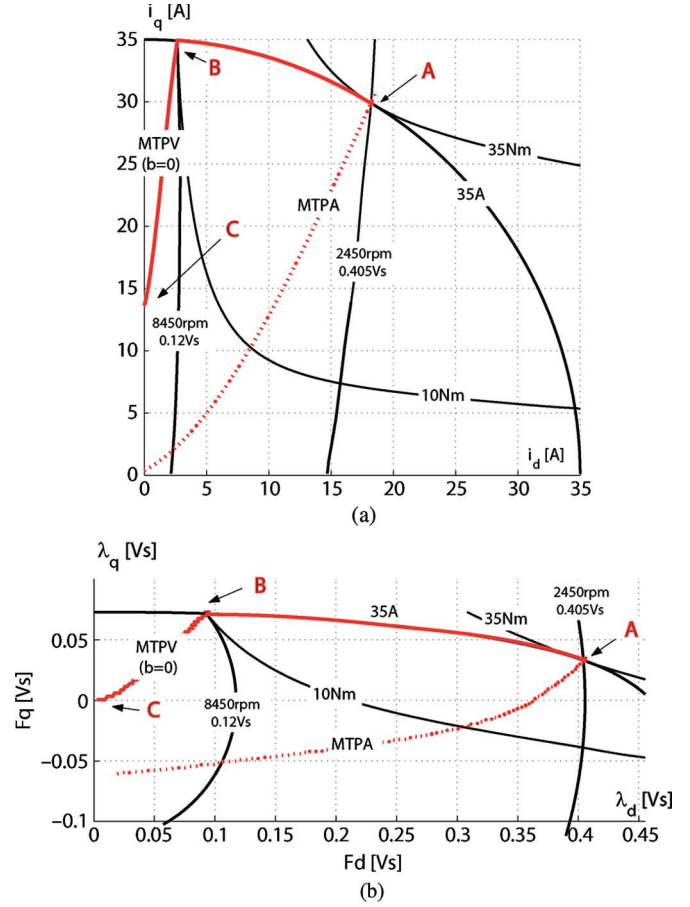 i_q [A]
35
B
A
30
MTPV
(b=0)
35Nm
25
MTPA
35A
20
C
2450rpm
0.405Vs
15
8450rpm
0.12Vs
10
10Nm
5
i_d [A]
0
0 5 10 15 20 25 30 35
(a)
λ_q [Vs]
B
2450rpm
0.405Vs
35A
35Nm
A
0.05
MTPV
(b=0)
Fq [Vs]
0
C
8450rpm
0.12Vs
10Nm
MTPA
−0.05
λ_d [Vs]
−0.1
0 0.05 0.1 0.15 0.2 0.25 0.3 0.35 0.4 0.45
Fd [Vs]
(b)